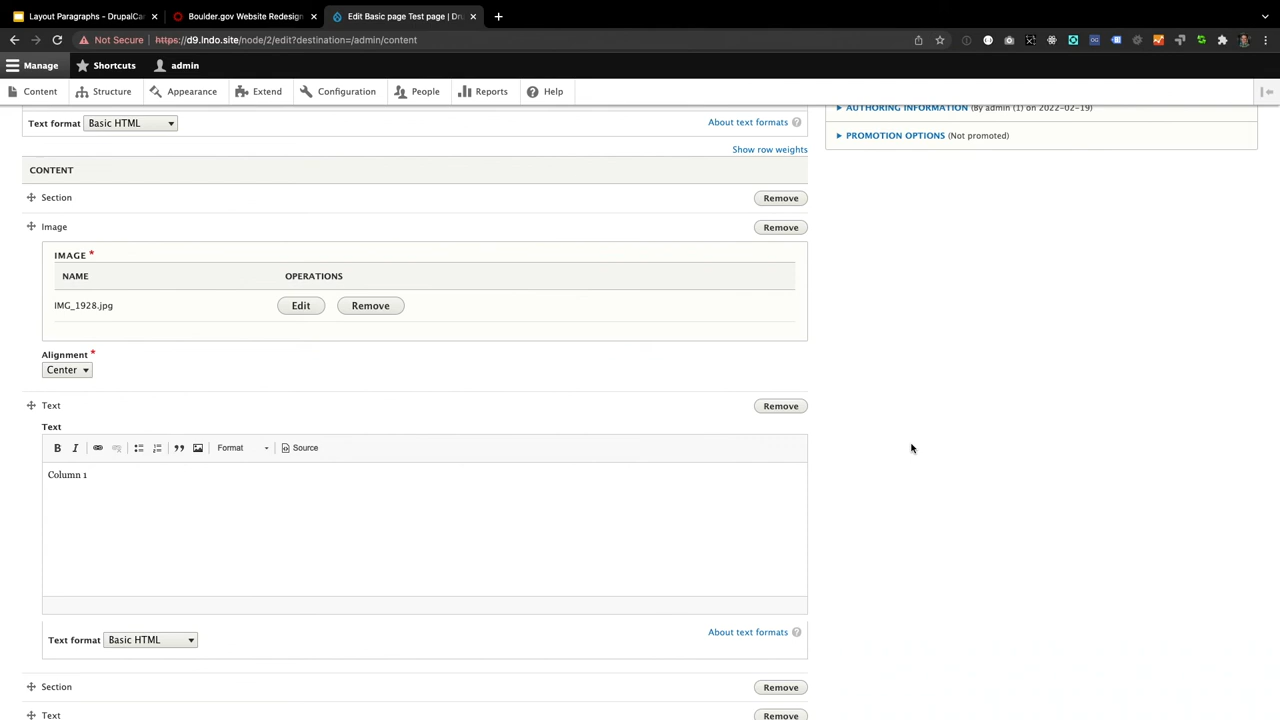 Layout Paragraphs - DrupalCa
Boulder.gov Website Redesign
Edit Basic page Test page | Dru
Not Secure | https://d9.lndo.site/node/2/edit?destination=/admin/content
Manage Shortcuts admin
Content Structure Appearance Extend Configuration People Reports Help
AUTHORING INFORMATION (By admin (1) on 2022-02-19)
Text format Basic HTML About text formats ?
PROMOTION OPTIONS (Not promoted)
Show row weights
CONTENT
Section Remove
Image Remove
IMAGE *
NAME OPERATIONS
IMG_1928.jpg Edit Remove
Alignment *
Center
Text Remove
Text
B I Format Source
Column 1
Text format Basic HTML About text formats ?
Section Remove
Text Remove